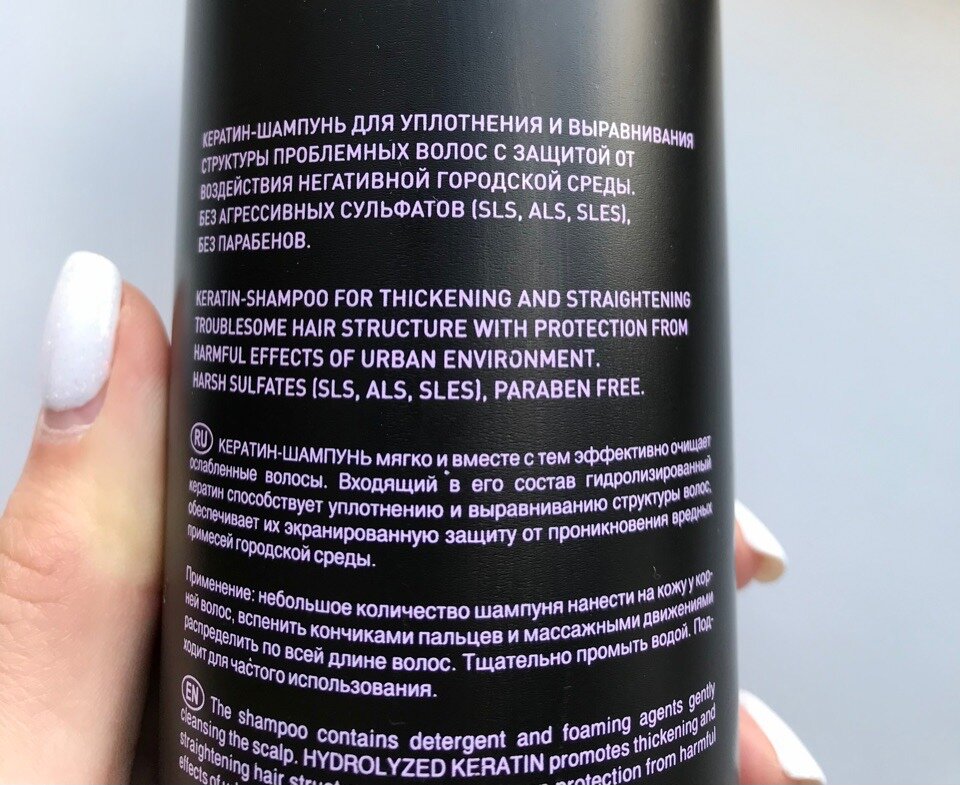 КЕРАТИН-ШАМПУНЬ ДЛЯ УПЛОТНЕНИЯ И ВЫРАВНИВАНИЯ
СТРУКТУРЫ ПРОБЛЕМНЫХ ВОЛОС С ЗАЩИТОЙ ОТ
ВОЗДЕЙСТВИЯ НЕГАТИВНОЙ ГОРОДСКОЙ СРЕДЫ.
БЕЗ АГРЕССИВНЫХ СУЛЬФАТОВ (SLS, ALS, SLES),
БЕЗ ПАРАБЕНОВ.
KERATIN-SHAMPOO FOR THICKENING AND STRAIGHTENING
TROUBLESOME HAIR STRUCTURE WITH PROTECTION FROM
HARMFUL EFFECTS OF URBAN ENVIRONMENT.
HARSH SULFATES (SLS, ALS, SLES), PARABEN FREE.
RU КЕРАТИН-ШАМПУНЬ мягко и вместе с тем эффективно очищает
ослабленные волосы. Входящий в его состав гидролизированный
кератин способствует уплотнению и выравниванию структуры волос,
обеспечивает их экранированную защиту от проникновения вредных
примесей городской среды.
Применение: небольшое количество шампуня нанести на кожу у кор-
ней волос, вспенить кончиками пальцев и массажными движениями
распределить по всей длине волос. Тщательно промыть водой. Под-
ходит для частого использования.
EN The shampoo contains detergent and foaming agents gently
cleansing the scalp. HYDROLYZED KERATIN promotes thickening and
straightening hair protection from harmful
effects of